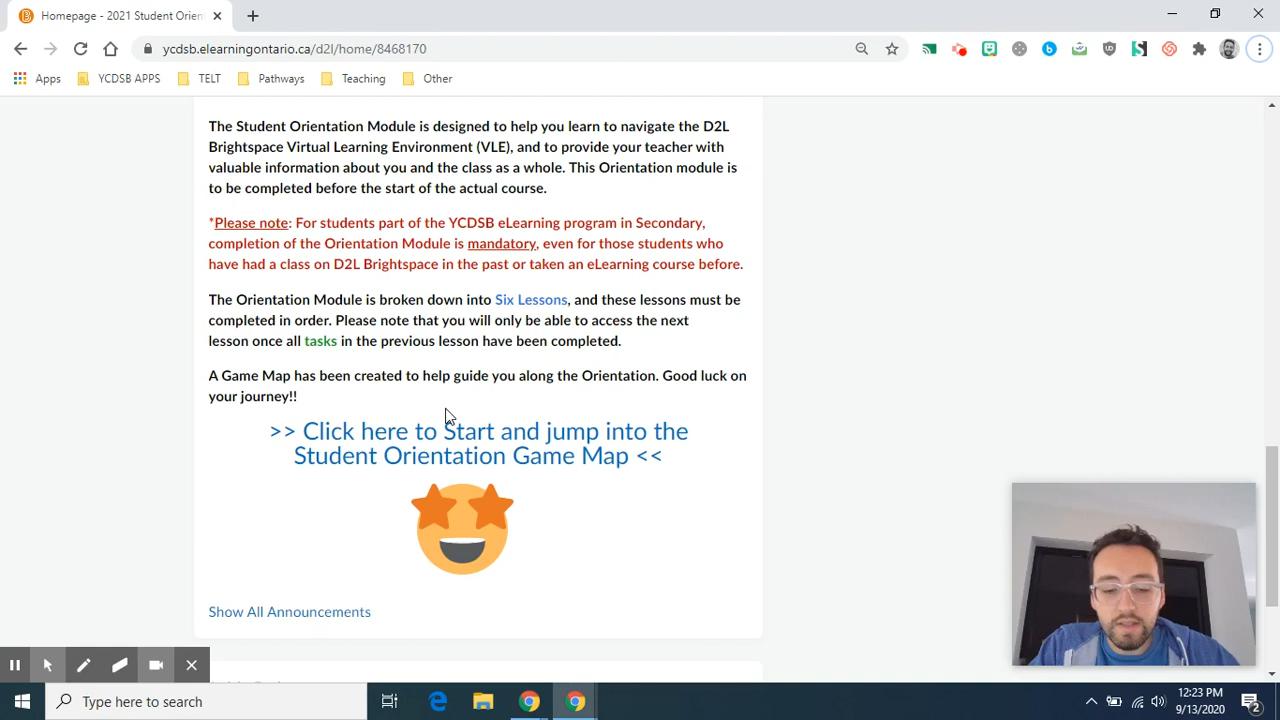 Homepage - 2021 Student Orien
ycdsb.elearningontario.ca/d2l/home/8468170
Apps YCDSB APPS TELT Pathways Teaching Other
The Student Orientation Module is designed to help you learn to navigate the D2L
Brightspace Virtual Learning Environment (VLE), and to provide your teacher with
valuable information about you and the class as a whole. This Orientation module is
to be completed before the start of the actual course.
*Please note: For students part of the YCDSB eLearning program in Secondary,
completion of the Orientation Module is mandatory, even for those students who
have had a class on D2L Brightspace in the past or taken an eLearning course before.
The Orientation Module is broken down into Six Lessons, and these lessons must be
completed in order. Please note that you will only be able to access the next
lesson once all tasks in the previous lesson have been completed.
A Game Map has been created to help guide you along the Orientation. Good luck on
your journey!!
>> Click here to Start and jump into the
Student Orientation Game Map <<
Show All Announcements
Type here to search
12:23 PM
9/13/2020
2